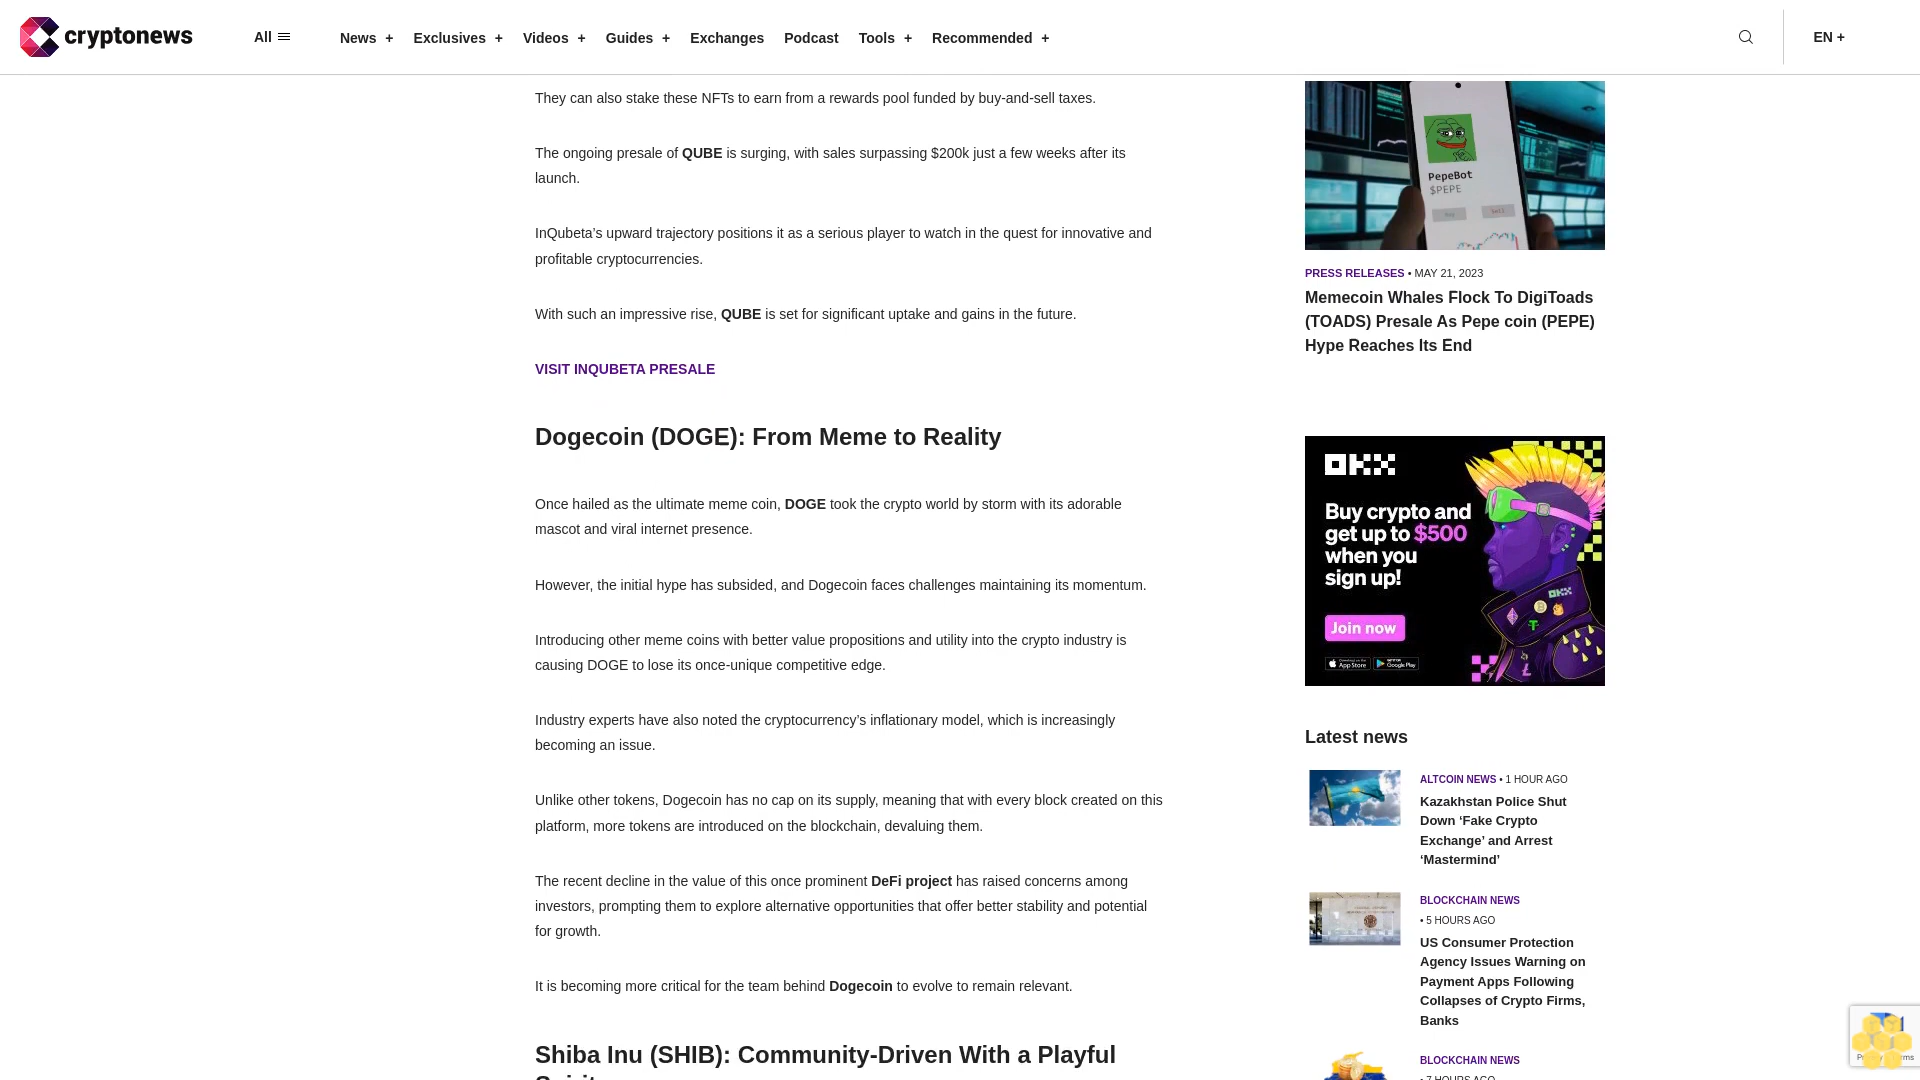 cryptonews
All
News + Exclusives + Videos + Guides + Exchanges Podcast Tools + Recommended +
EN +
They can also stake these NFTs to earn from a rewards pool funded by buy-and-sell taxes.
The ongoing presale of QUBE is surging, with sales surpassing $200k just a few weeks after its
launch.
InQubeta’s upward trajectory positions it as a serious player to watch in the quest for innovative and
profitable cryptocurrencies.
With such an impressive rise, QUBE is set for significant uptake and gains in the future.
VISIT INQUBETA PRESALE
Dogecoin (DOGE): From Meme to Reality
Once hailed as the ultimate meme coin, DOGE took the crypto world by storm with its adorable
mascot and viral internet presence.
However, the initial hype has subsided, and Dogecoin faces challenges maintaining its momentum.
Introducing other meme coins with better value propositions and utility into the crypto industry is
causing DOGE to lose its once-unique competitive edge.
Industry experts have also noted the cryptocurrency’s inflationary model, which is increasingly
becoming an issue.
Unlike other tokens, Dogecoin has no cap on its supply, meaning that with every block created on this
platform, more tokens are introduced on the blockchain, devaluing them.
The recent decline in the value of this once prominent DeFi project has raised concerns among
investors, prompting them to explore alternative opportunities that offer better stability and potential
for growth.
It is becoming more critical for the team behind Dogecoin to evolve to remain relevant.
Shiba Inu (SHIB): Community-Driven With a Playful
PepeBot
$PEPE
Sell
PRESS RELEASES • MAY 21, 2023
Memecoin Whales Flock To DigiToads
(TOADS) Presale As Pepe coin (PEPE)
Hype Reaches Its End
OKX
Buy crypto and
get up to $500
when you
sign up!
Join now
App Store
Google Play
OKX
Latest news
ALTCOIN NEWS • 1 HOUR AGO
Kazakhstan Police Shut
Down ‘Fake Crypto
Exchange’ and Arrest
‘Mastermind’
BLOCKCHAIN NEWS
• 5 HOURS AGO
US Consumer Protection
Agency Issues Warning on
Payment Apps Following
Collapses of Crypto Firms,
Banks
BLOCKCHAIN NEWS
• 7 HOURS AGO